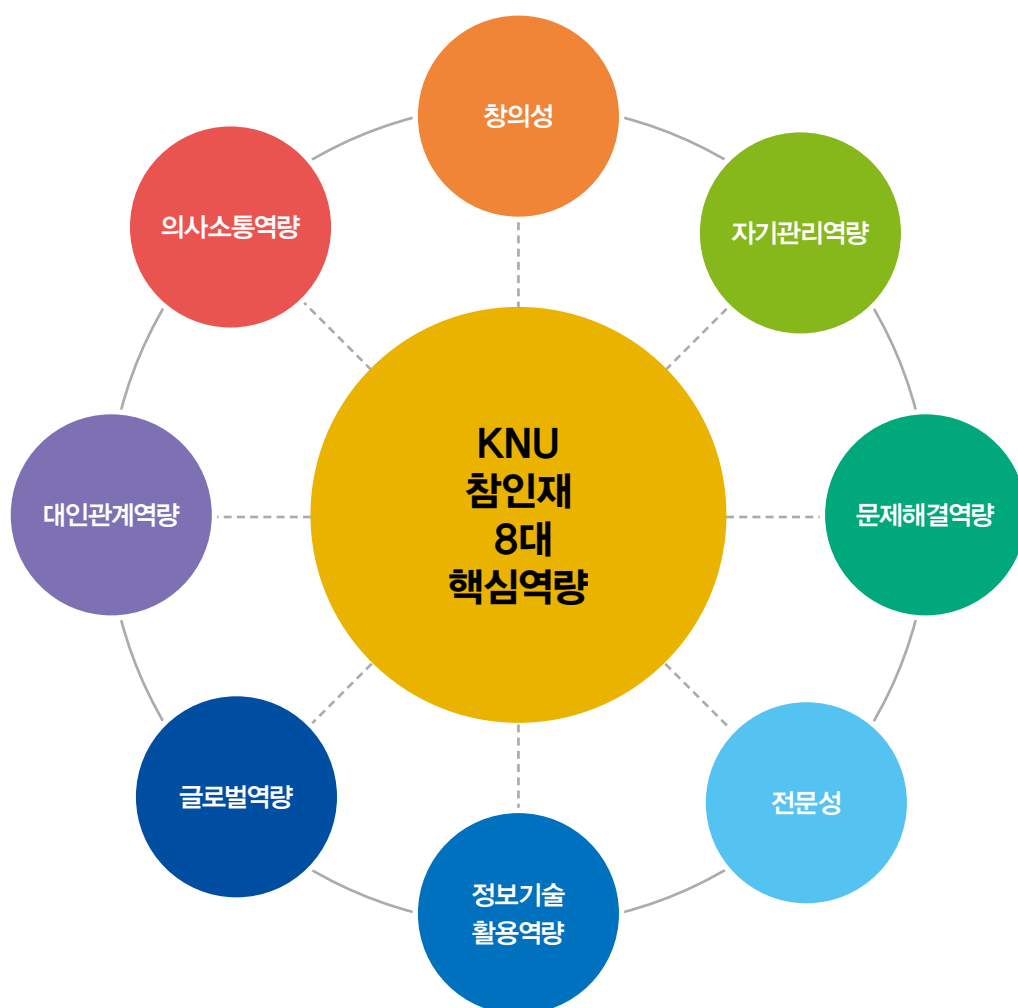 창의성
의사소통역량
자기관리역량
KNU
참인재
8대
핵심역량
대인관계역량
문제해결역량
글로벌역량
전문성
정보기술
활용역량